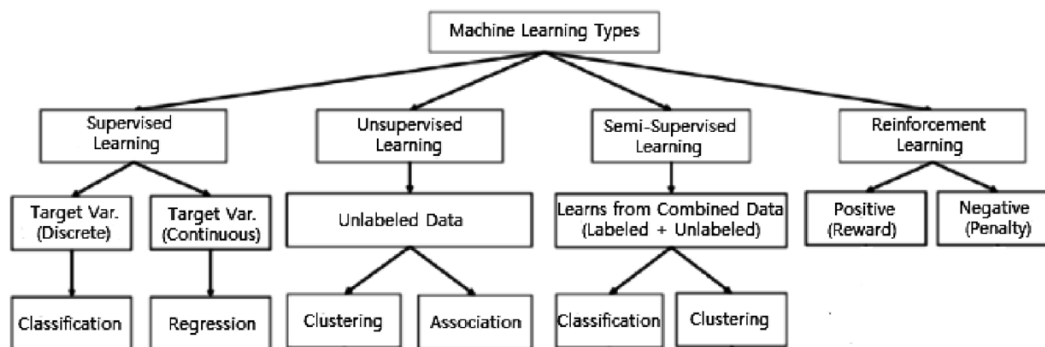 Machine Learning Types
Supervised
Learning
Unsupervised
Learning
Semi-Supervised
Learning
Reinforcement
Learning
Target Var.
(Discrete)
Target Var.
(Continuous)
Unlabeled Data
Learns from Combined Data
(Labeled + Unlabeled)
Positive
(Reward)
Negative
(Penalty)
Classification
Regression
Clustering
Association
Classification
Clustering